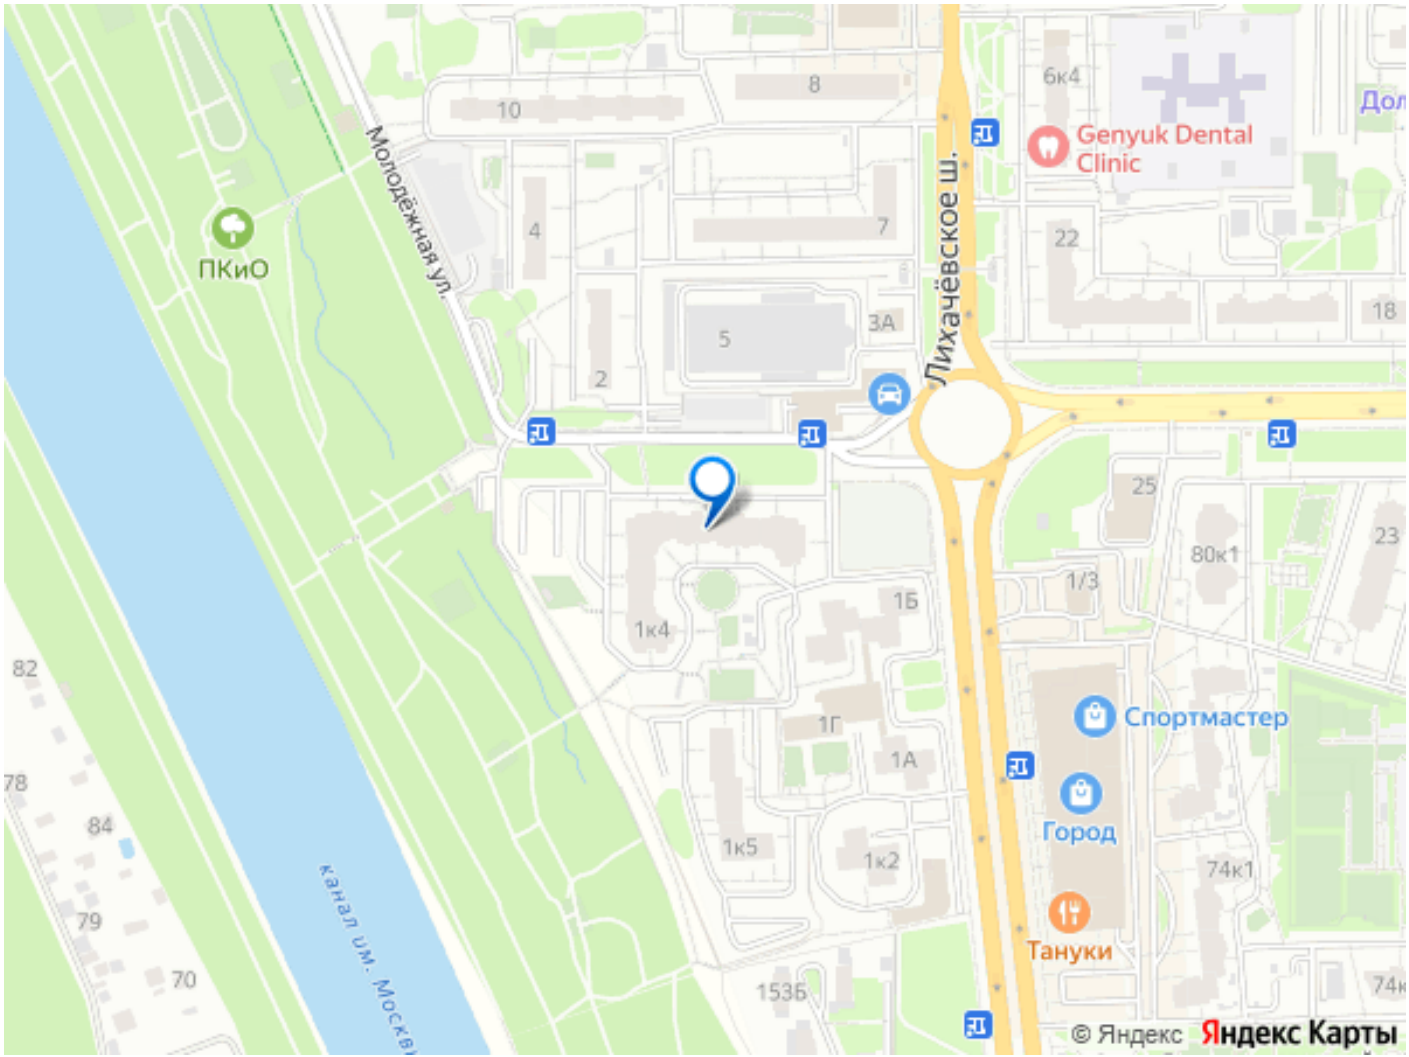 8
6к4
10
Дол
Genyuk Dental
Clinic
Молодёжная ул.
4
7
22
ПКиО
Лихачёвское ш.
18
3А
5
2
25
23
80к1
1/3
1Б
1к4
82
Спортмастер
1Г
1А
78
84
Город
1к5
1к2
74к1
канал им. Москвы
79
Тануки
70
153Б
74к
© Яндекс Яндекс Карты